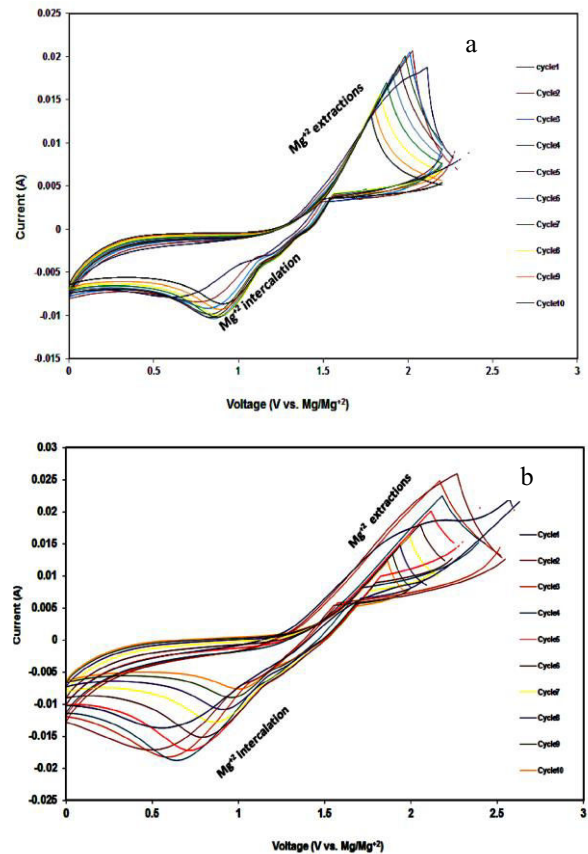 0.025
a
0.02
0.015
0.01
0.005
0
-0.005
-0.01
-0.015
Current (A)
Mg⁺² extractions
Mg⁺² intercalation
cycle1
Cycle2
Cycle3
Cycle4
Cycle5
Cycle6
Cycle7
Cycle8
Cycle9
Cycle10
0 0.5 1 1.5 2 2.5 3
Voltage (V vs. Mg/Mg⁺²)
0.03
b
0.025
0.02
0.015
0.01
0.005
0
-0.005
-0.01
-0.015
-0.02
-0.025
Current (A)
Mg⁺² extractions
Mg⁺² intercalation
Cycle1
Cycle2
Cycle3
Cycle4
Cycle5
Cycle6
Cycle7
Cycle8
Cycle9
Cycle10
0 0.5 1 1.5 2 2.5 3
Voltage (V vs. Mg/Mg⁺²)